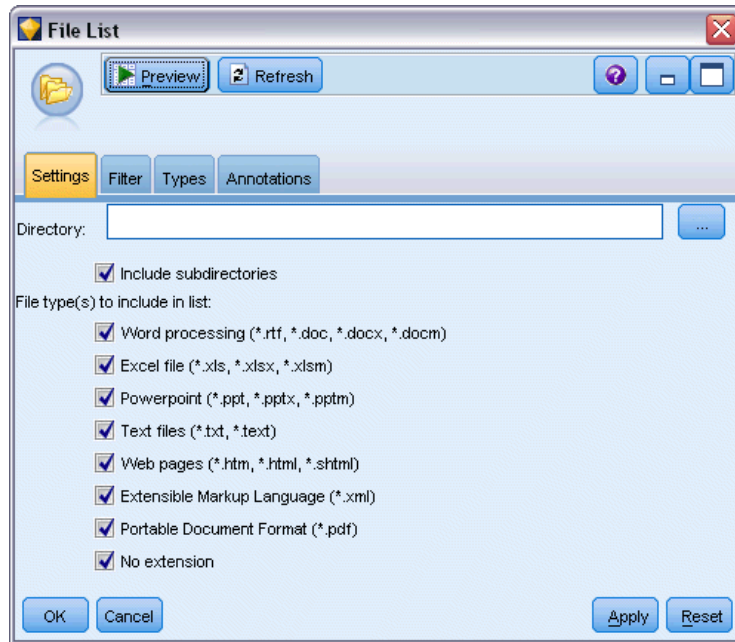 File List
Preview Refresh
Settings Filter Types Annotations
Directory: ...
Include subdirectories
File type(s) to include in list:
Word processing (*.rtf, *.doc, *.docx, *.docm)
Excel file (*.xls, *.xlsx, *.xlsm)
Powerpoint (*.ppt, *.pptx, *.pptm)
Text files (*.txt, *.text)
Web pages (*.htm, *.html, *.shtml)
Extensible Markup Language (*.xml)
Portable Document Format (*.pdf)
No extension
OK Cancel Apply Reset